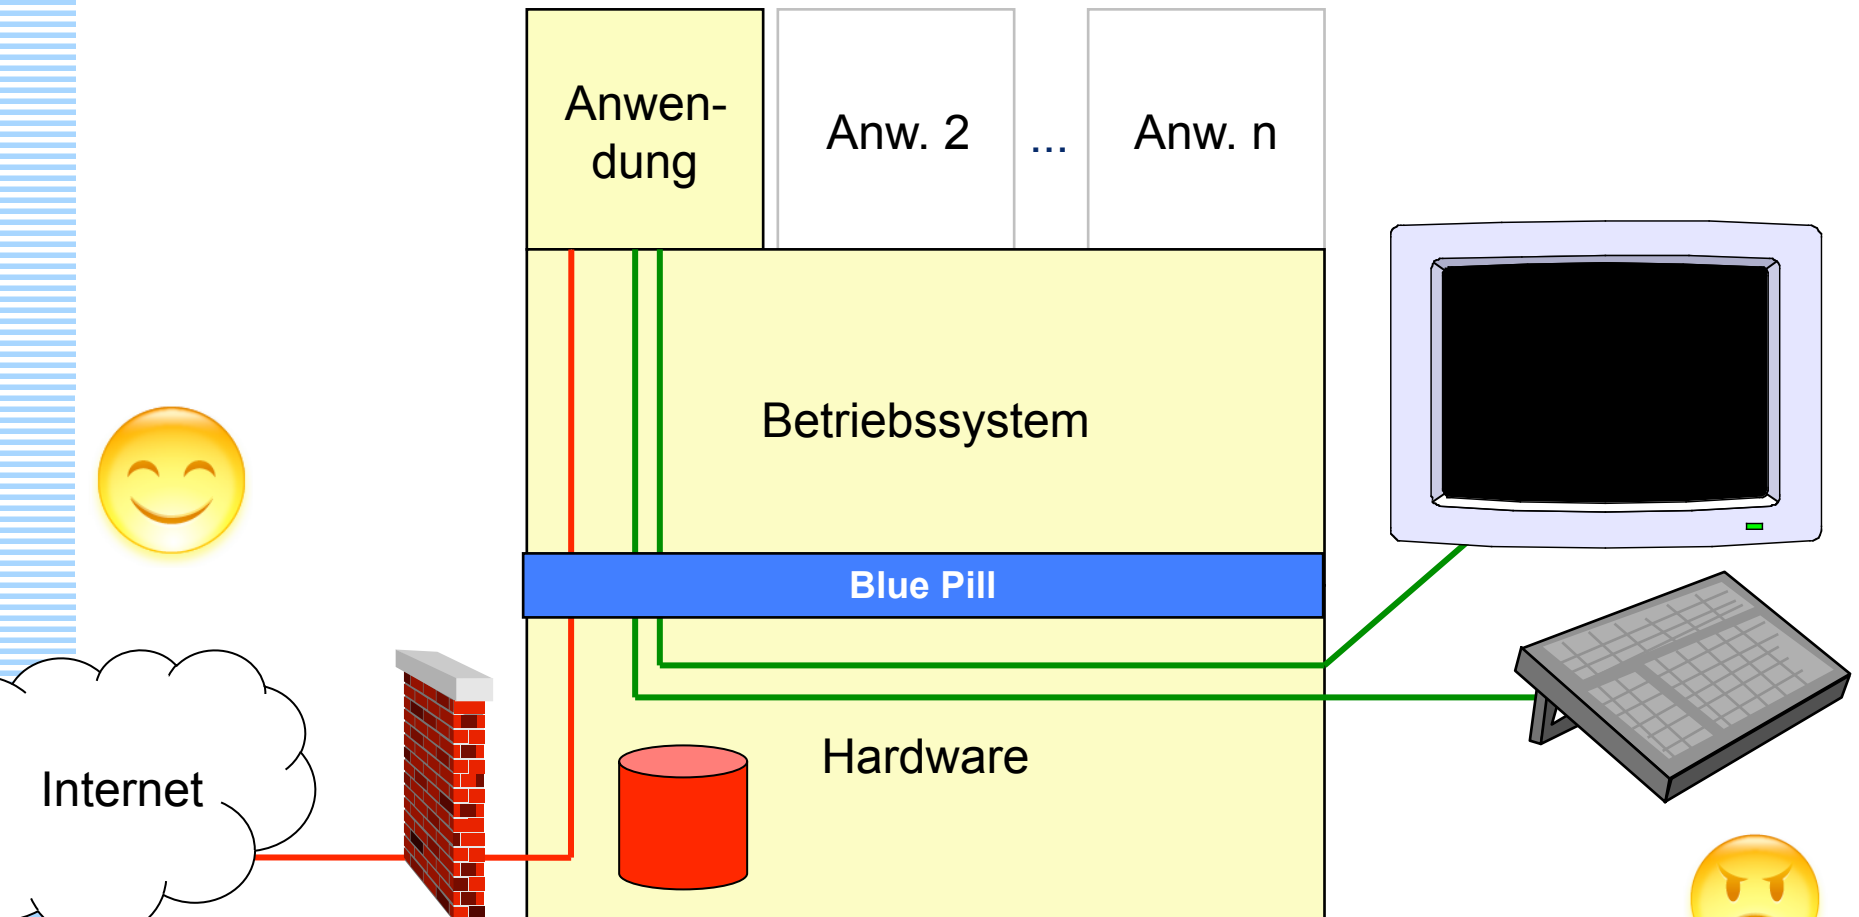 Anwen-
dung
Anw. 2
...
Anw. n
Betriebssystem
Blue Pill
Hardware
Internet